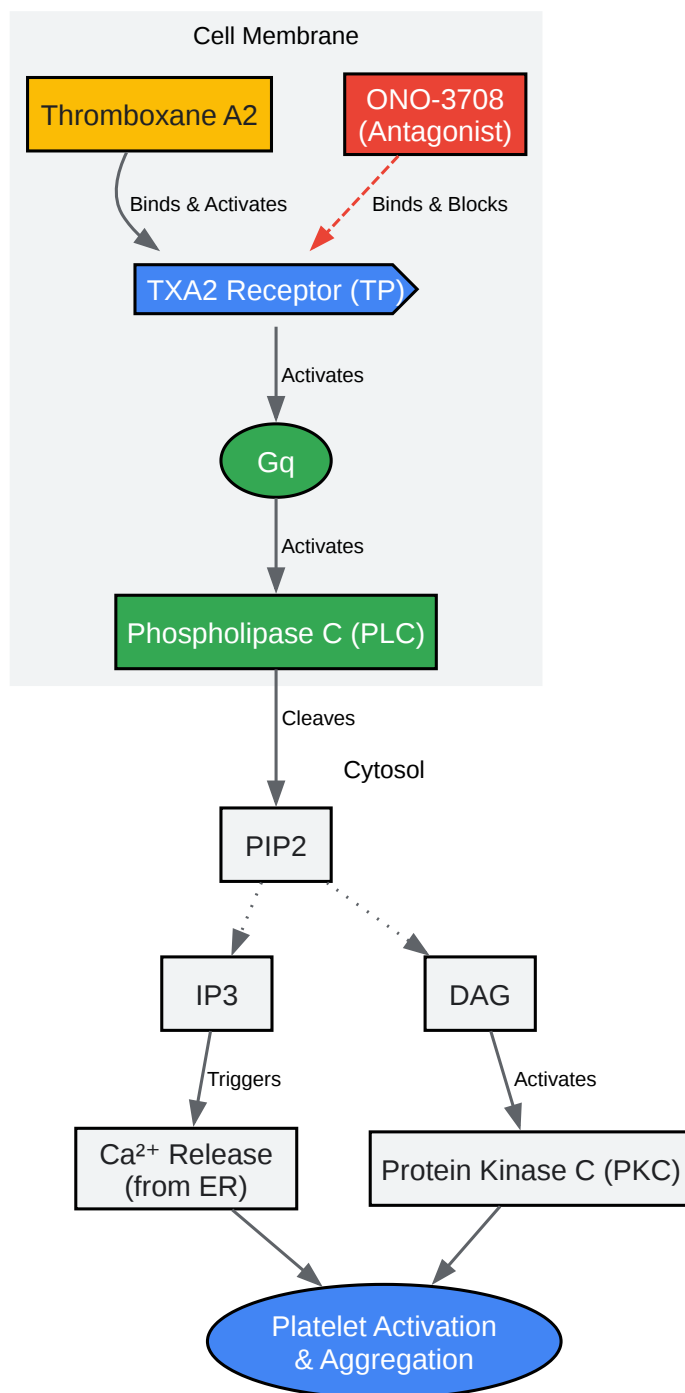 Cell Membrane
Thromboxane A2
ONO-3708
(Antagonist)
Binds & Activates
Binds & Blocks
TXA2 Receptor (TP)
Activates
Gq
Activates
Phospholipase C (PLC)
Cleaves
Cytosol
PIP2
IP3
DAG
Triggers
Activates
Ca²⁺ Release
(from ER)
Protein Kinase C (PKC)
Platelet Activation
& Aggregation